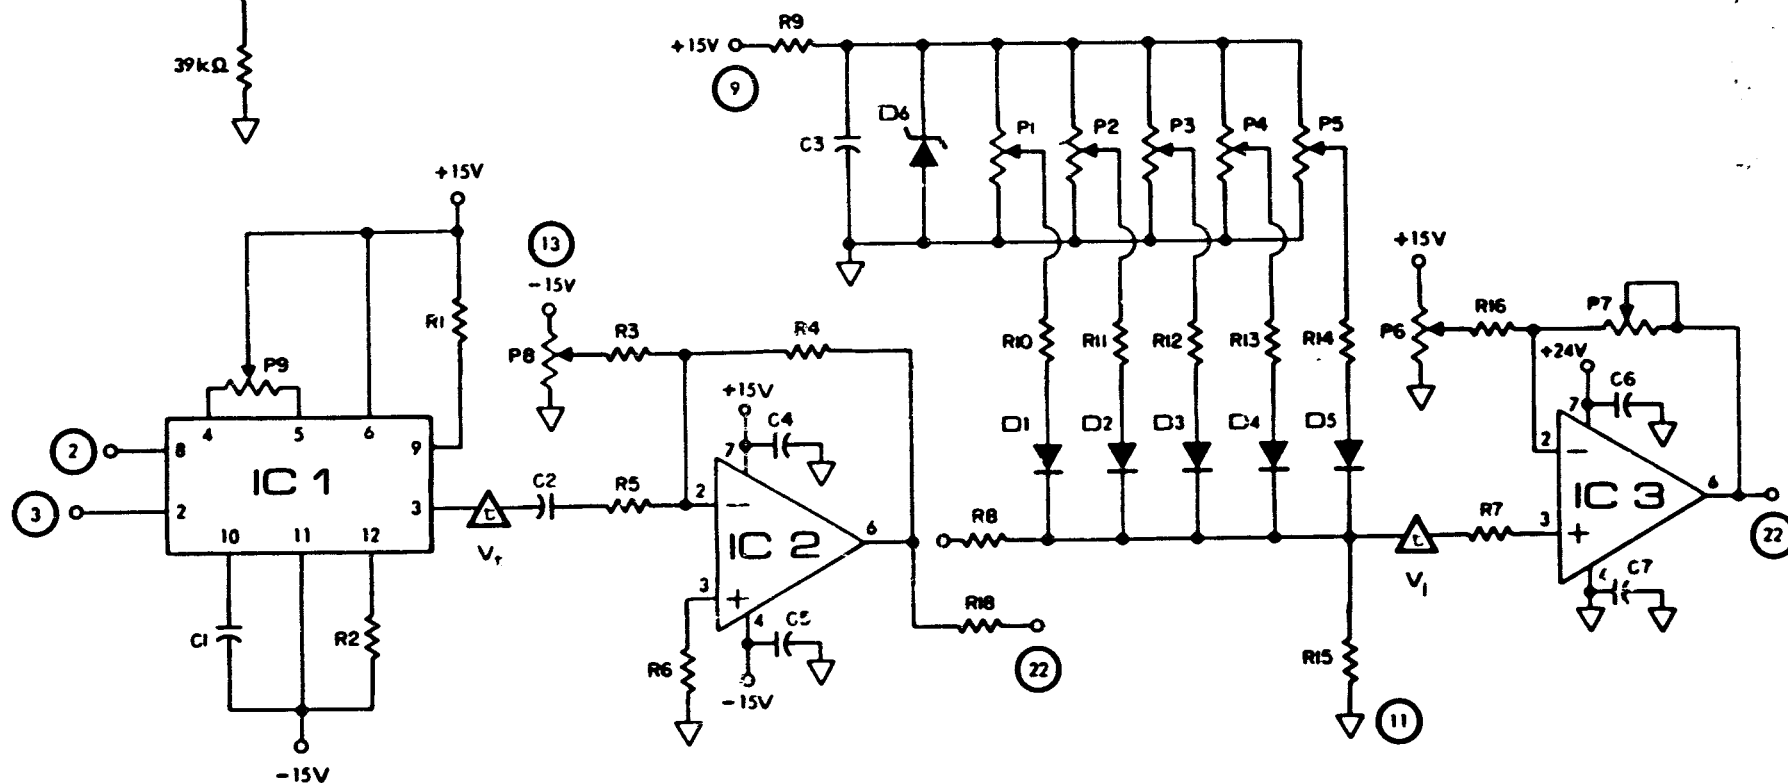 39kΩ
R9
+15V
9
C3
D6
P1
P2
P3
P4
P5
+15V
R1
P9
4
5
6
9
8
2
2
3
IC 1
3
10
11
12
C1
R2
-15V
t
C2
R5
13
-15V
P8
R3
R4
+15V
C4
7
2
-
IC 2
6
3
+
4
C5
-15V
R6
R8
R18
22
R10
R11
R12
R13
R14
D1
D2
D3
D4
D5
t
V1
R7
R15
11
+15V
P6
R16
P7
+24V
C6
7
2
-
IC 3
6
3
+
C7
22